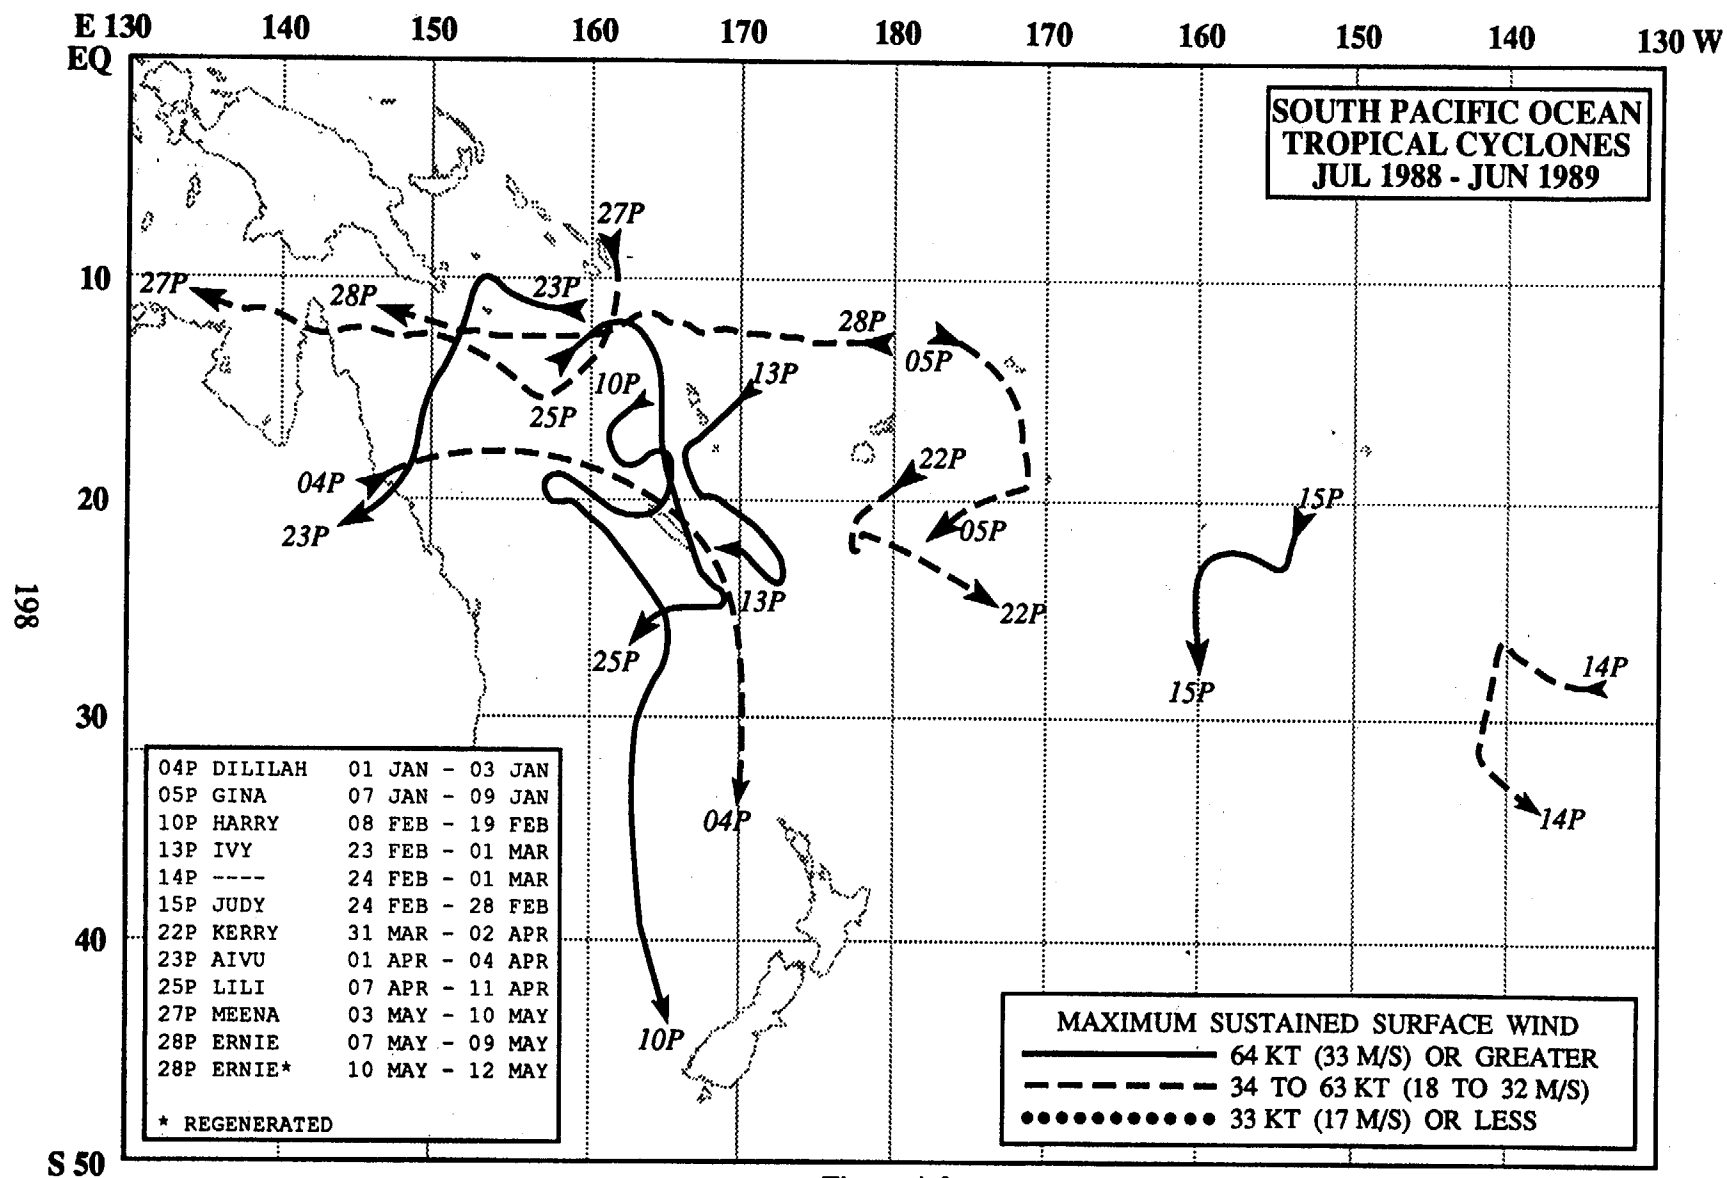 E 130 140 150 160 170 180 170 160 150 140 130 W
EQ
SOUTH PACIFIC OCEAN
TROPICAL CYCLONES
JUL 1988 - JUN 1989
27P
10
27P
28P
23P
28P
05P
10P
13P
25P
04P
22P
20
23P
05P
15P
198
13P
22P
25P
15P
14P
30
04P
14P
04P DILILAH 01 JAN - 03 JAN
05P GINA 07 JAN - 09 JAN
10P HARRY 08 FEB - 19 FEB
13P IVY 23 FEB - 01 MAR
14P ---- 24 FEB - 01 MAR
15P JUDY 24 FEB - 28 FEB
22P KERRY 31 MAR - 02 APR
23P AIVU 01 APR - 04 APR
25P LILI 07 APR - 11 APR
27P MEENA 03 MAY - 10 MAY
28P ERNIE 07 MAY - 09 MAY
28P ERNIE* 10 MAY - 12 MAY
* REGENERATED
40
10P
MAXIMUM SUSTAINED SURFACE WIND
64 KT (33 M/S) OR GREATER
34 TO 63 KT (18 TO 32 M/S)
33 KT (17 M/S) OR LESS
S 50